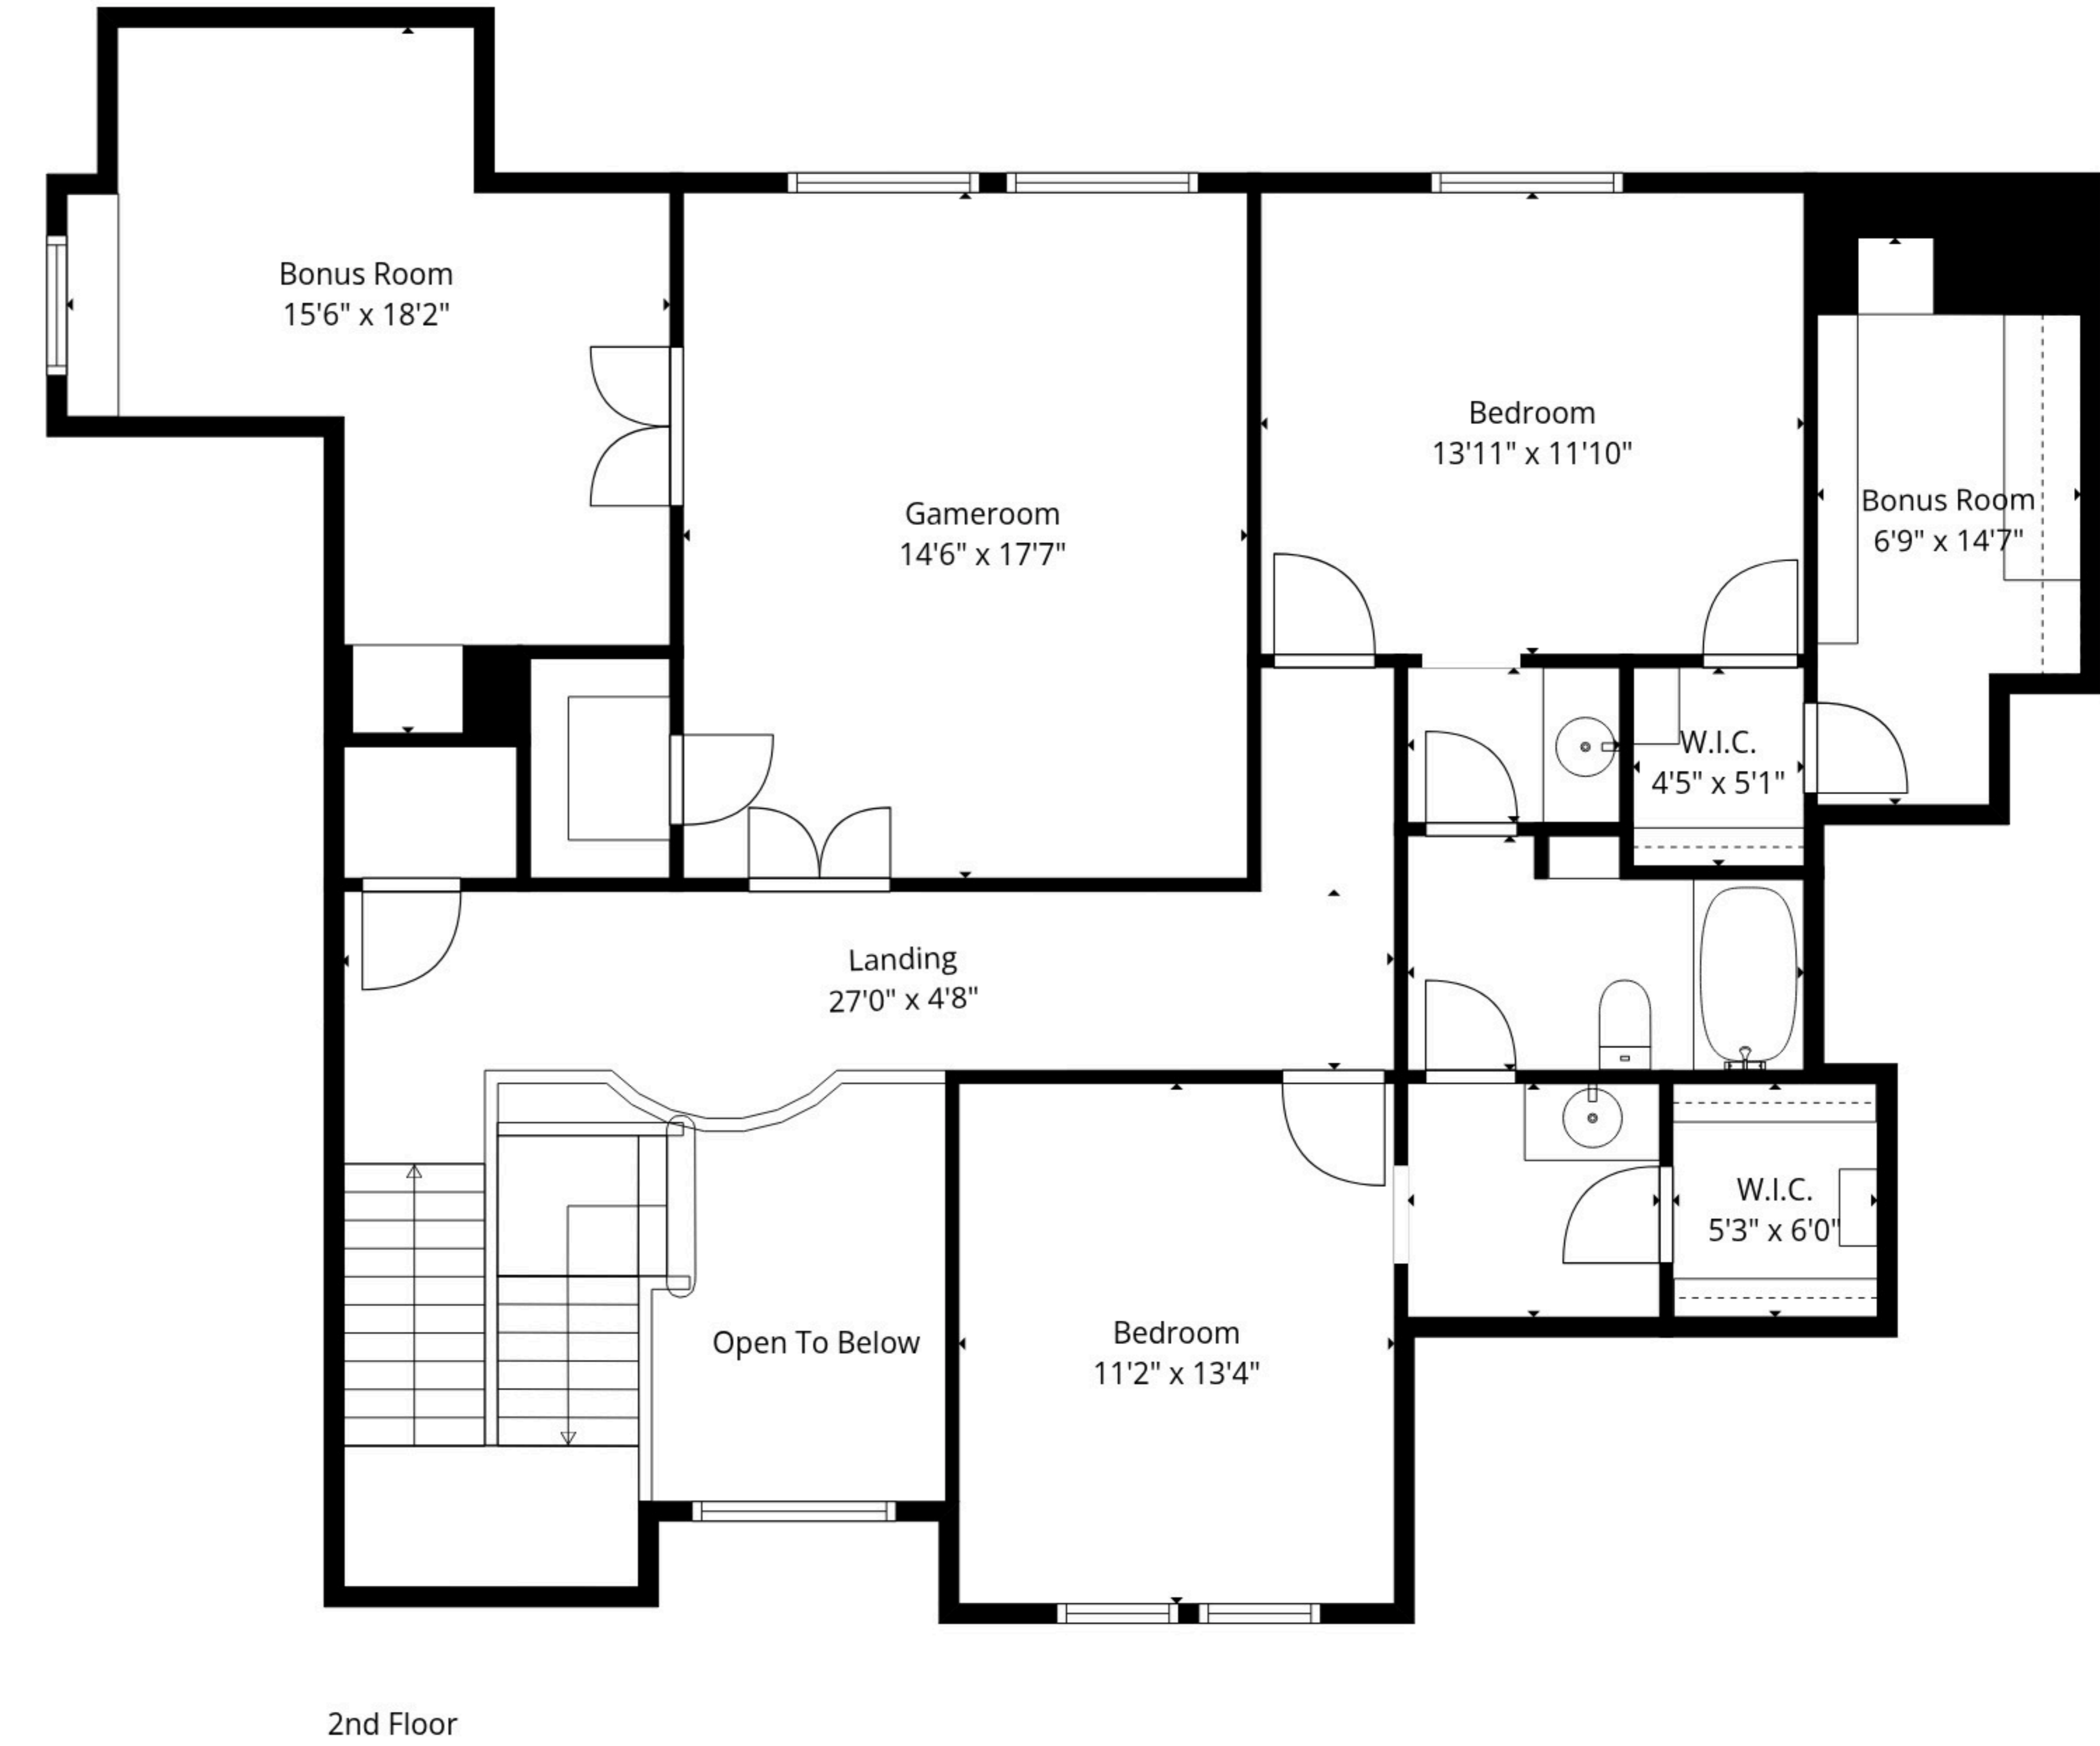 Bonus Room
15'6" x 18'2"
Gameroom
14'6" x 17'7"
Bedroom
13'11" x 11'10"
Bonus Room
6'9" x 14'7"
W.I.C.
4'5" x 5'1"
Landing
27'0" x 4'8"
W.I.C.
5'3" x 6'0"
Open To Below
Bedroom
11'2" x 13'4"
2nd Floor